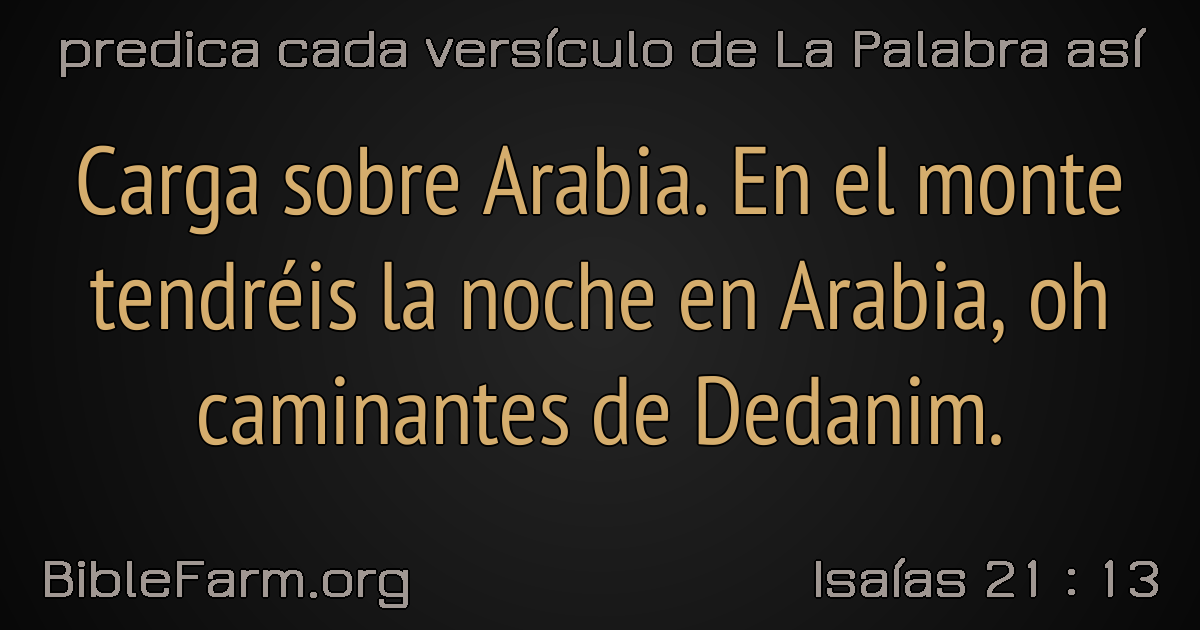 predica cada versículo de La Palabra así
Carga sobre Arabia. En el monte
tendréis la noche en Arabia, oh
caminantes de Dedanim.
BibleFarm.org
Isaías 21 : 13